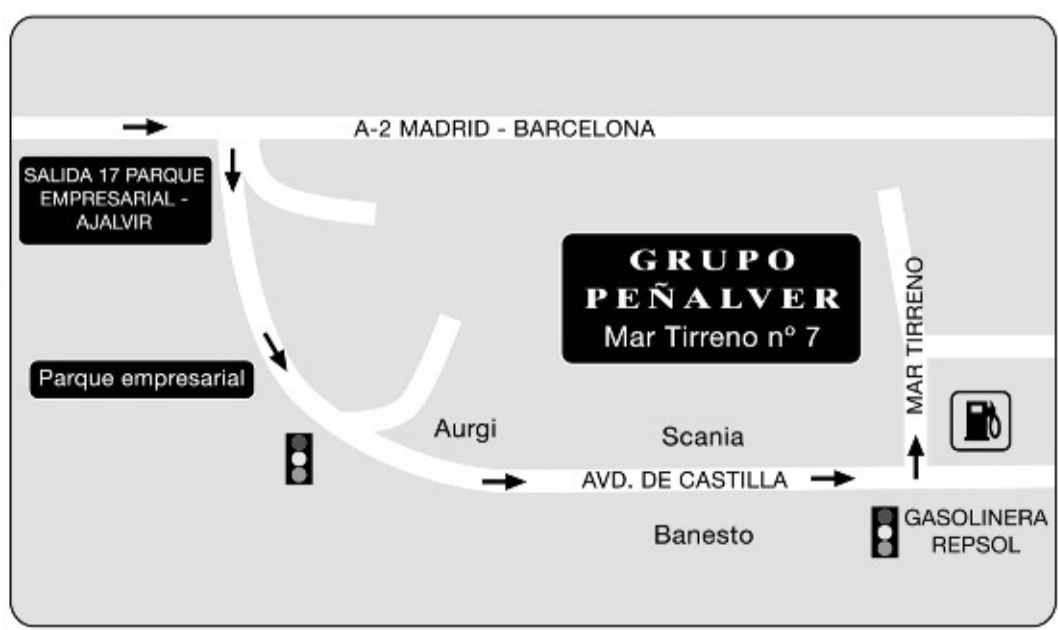 A-2 MADRID - BARCELONA
SALIDA 17 PARQUE
EMPRESARIAL -
AJALVIR
GRUPO
PEÑALVER
Mar Tirreno nº 7
MAR TIRRENO
Parque empresarial
Aurgi
Scania
AVD. DE CASTILLA
Banesto
GASOLINERA
REPSOL